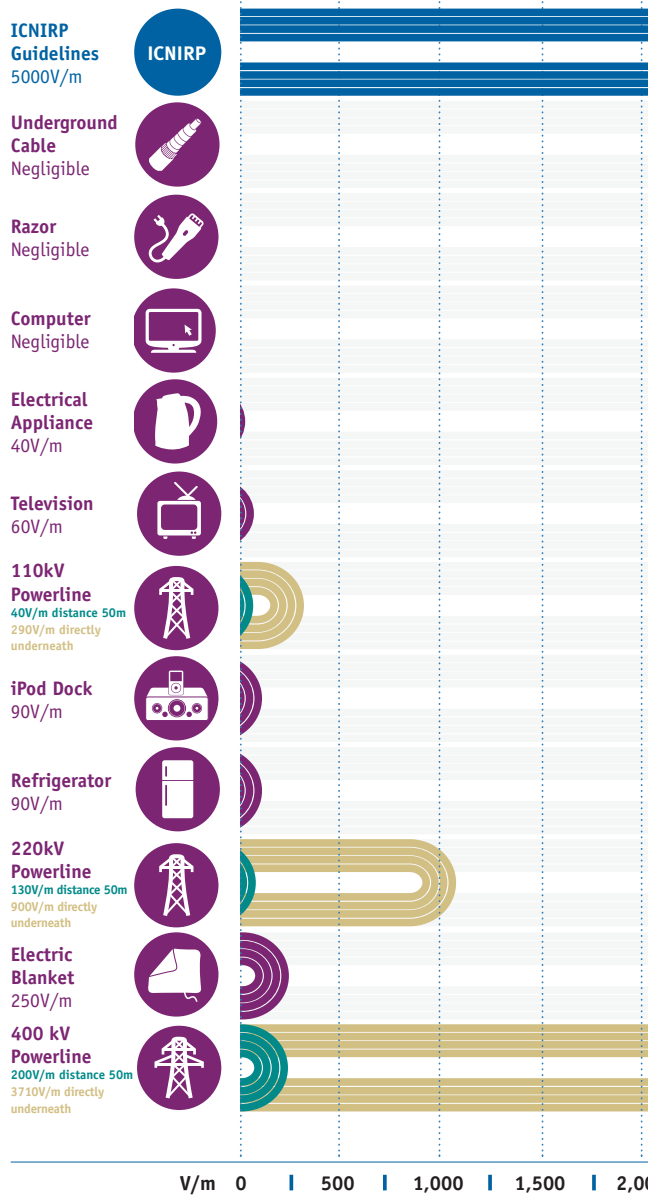 ICNIRP
Guidelines
5000V/m
ICNIRP
Underground
Cable
Negligible
Razor
Negligible
Computer
Negligible
Electrical
Appliance
40V/m
Television
60V/m
110kV
Powerline
40V/m distance 50m
290V/m directly
underneath
iPod Dock
90V/m
Refrigerator
90V/m
220kV
Powerline
130V/m distance 50m
900V/m directly
underneath
Electric
Blanket
250V/m
400 kV
Powerline
200V/m distance 50m
3710V/m directly
underneath
V/m 0 500 1,000 1,500